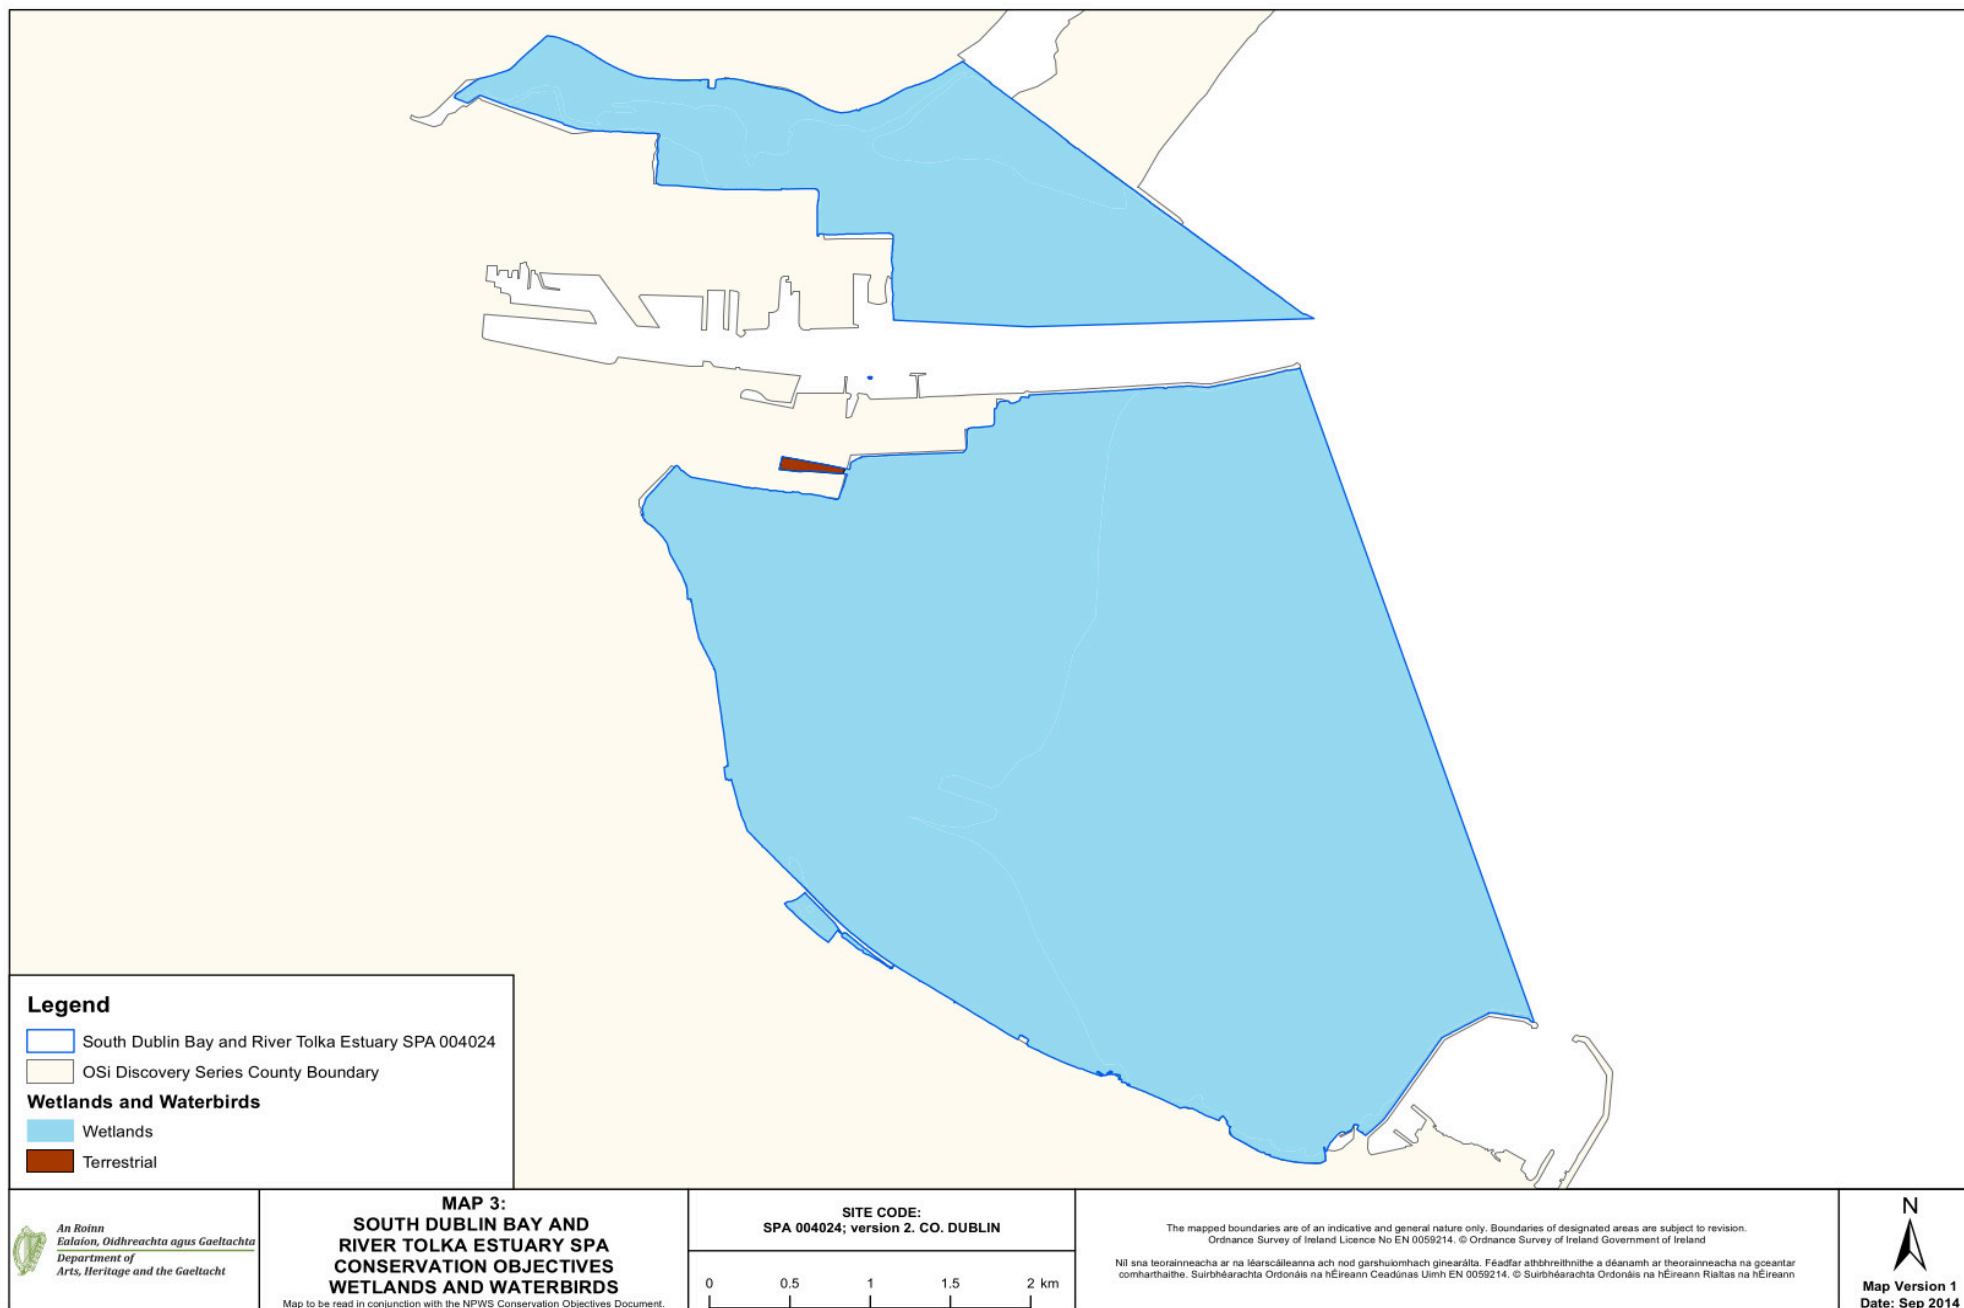 Legend
South Dublin Bay and River Tolka Estuary SPA 004024
OSi Discovery Series County Boundary
Wetlands and Waterbirds
Wetlands
Terrestrial
An Roinn
Ealaíon, Oidhreachta agus Gaeltachta
Department of
Arts, Heritage and the Gaeltacht
MAP 3:
SOUTH DUBLIN BAY AND
RIVER TOLKA ESTUARY SPA
CONSERVATION OBJECTIVES
WETLANDS AND WATERBIRDS
Map to be read in conjunction with the NPWS Conservation Objectives Document.
SITE CODE:
SPA 004024; version 2. CO. DUBLIN
0 0.5 1 1.5 2 km
The mapped boundaries are of an indicative and general nature only. Boundaries of designated areas are subject to revision.
Ordnance Survey of Ireland Licence No EN 0059214. © Ordnance Survey of Ireland Government of Ireland
Níl sna teorainneacha ar na léarscáileanna ach nod garshuíomhach ginearálta. Féadfar athbhreithnithe a déanamh ar theorainneacha na gceantar
comharthaithe. Suirbhéarachta Ordonáis na hÉireann Ceadúnas Uimh EN 0059214. © Suirbhéarachta Ordonáis na hÉireann Rialtas na hÉireann
N
Map Version 1
Date: Sep 2014